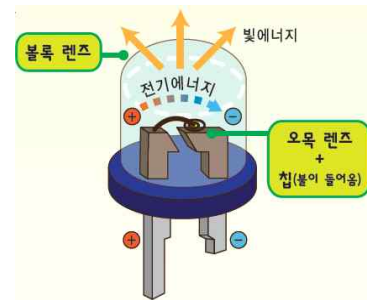 빛에너지
볼록 렌즈
전기에너지
+
-
오목 렌즈
+
칩(불이 들어옴)
+
-